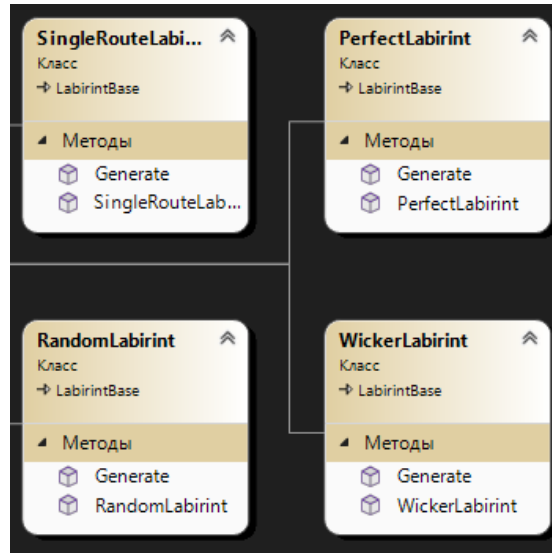 SingleRouteLabi...
Класс
LabirintBase
Методы
Generate
SingleRouteLab...
PerfectLabirint
Класс
LabirintBase
Методы
Generate
PerfectLabirint
RandomLabirint
Класс
LabirintBase
Методы
Generate
RandomLabirint
WickerLabirint
Класс
LabirintBase
Методы
Generate
WickerLabirint